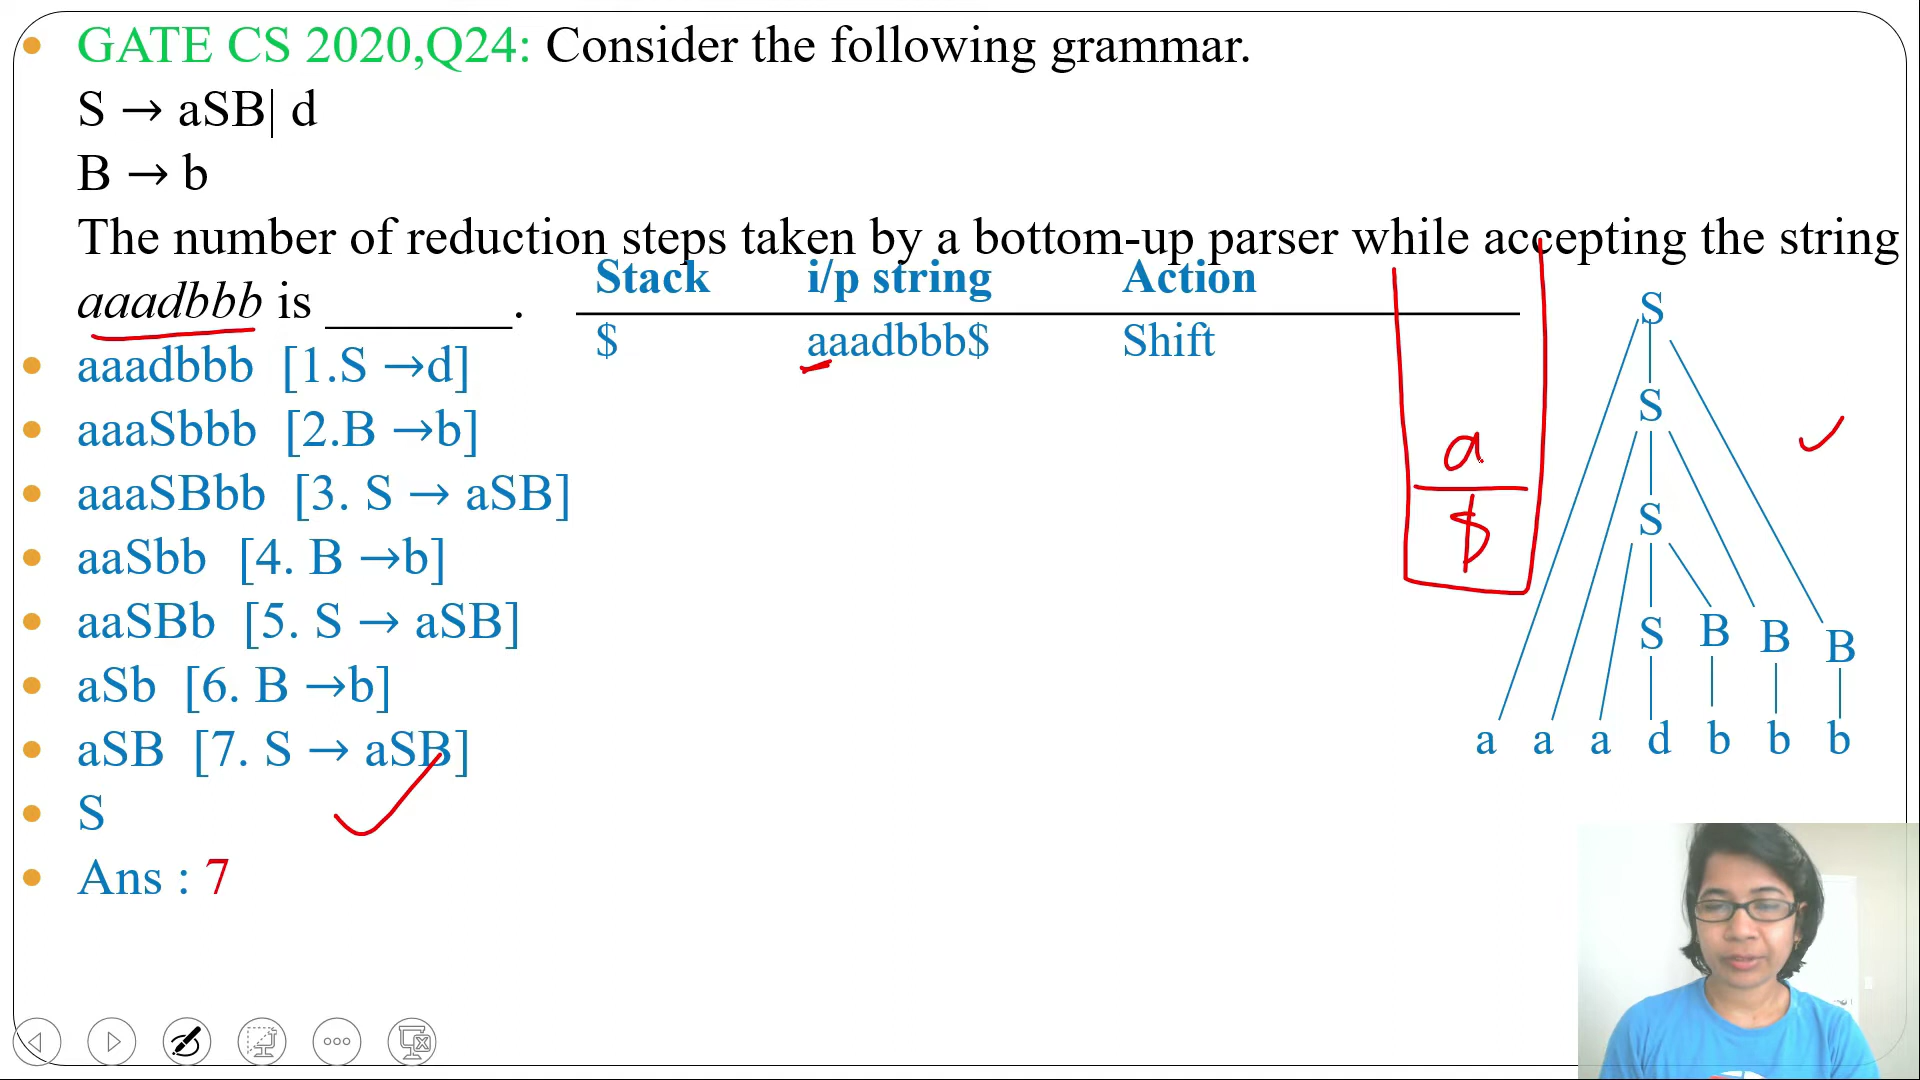 GATE CS 2020,Q24: Consider the following grammar.
S → aSB| d
B → b
The number of reduction steps taken by a bottom-up parser while accepting the string
aaadbbb is _______.
Stack i/p string Action
$ aaadbbb$ Shift
aaadbbb [1.S →d]
aaaSbbb [2.B →b]
aaaSBbb [3. S → aSB]
aaSbb [4. B →b]
aaSBb [5. S → aSB]
aSb [6. B →b]
aSB [7. S → aSB]
S
Ans : 7
a
$
S
S
S
S B B B
a a a d b b b